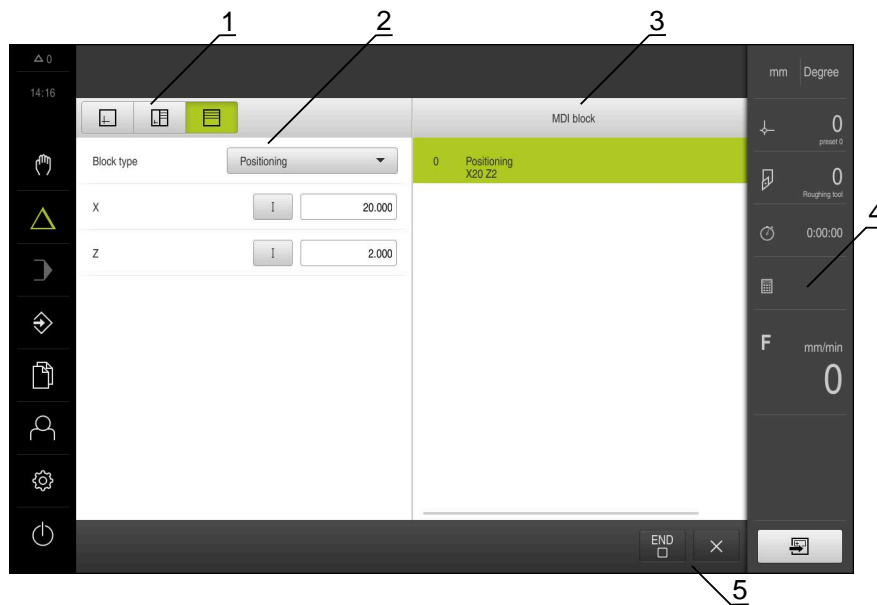 1
2
3
0
mm Degree
14:16
MDI block
0
preset 0
Block type
Positioning
0 Positioning
X20 Z2
0
Roughing tool
X
I
20.000
4
0:00:00
Z
I
2.000
F
mm/min
0
END
5